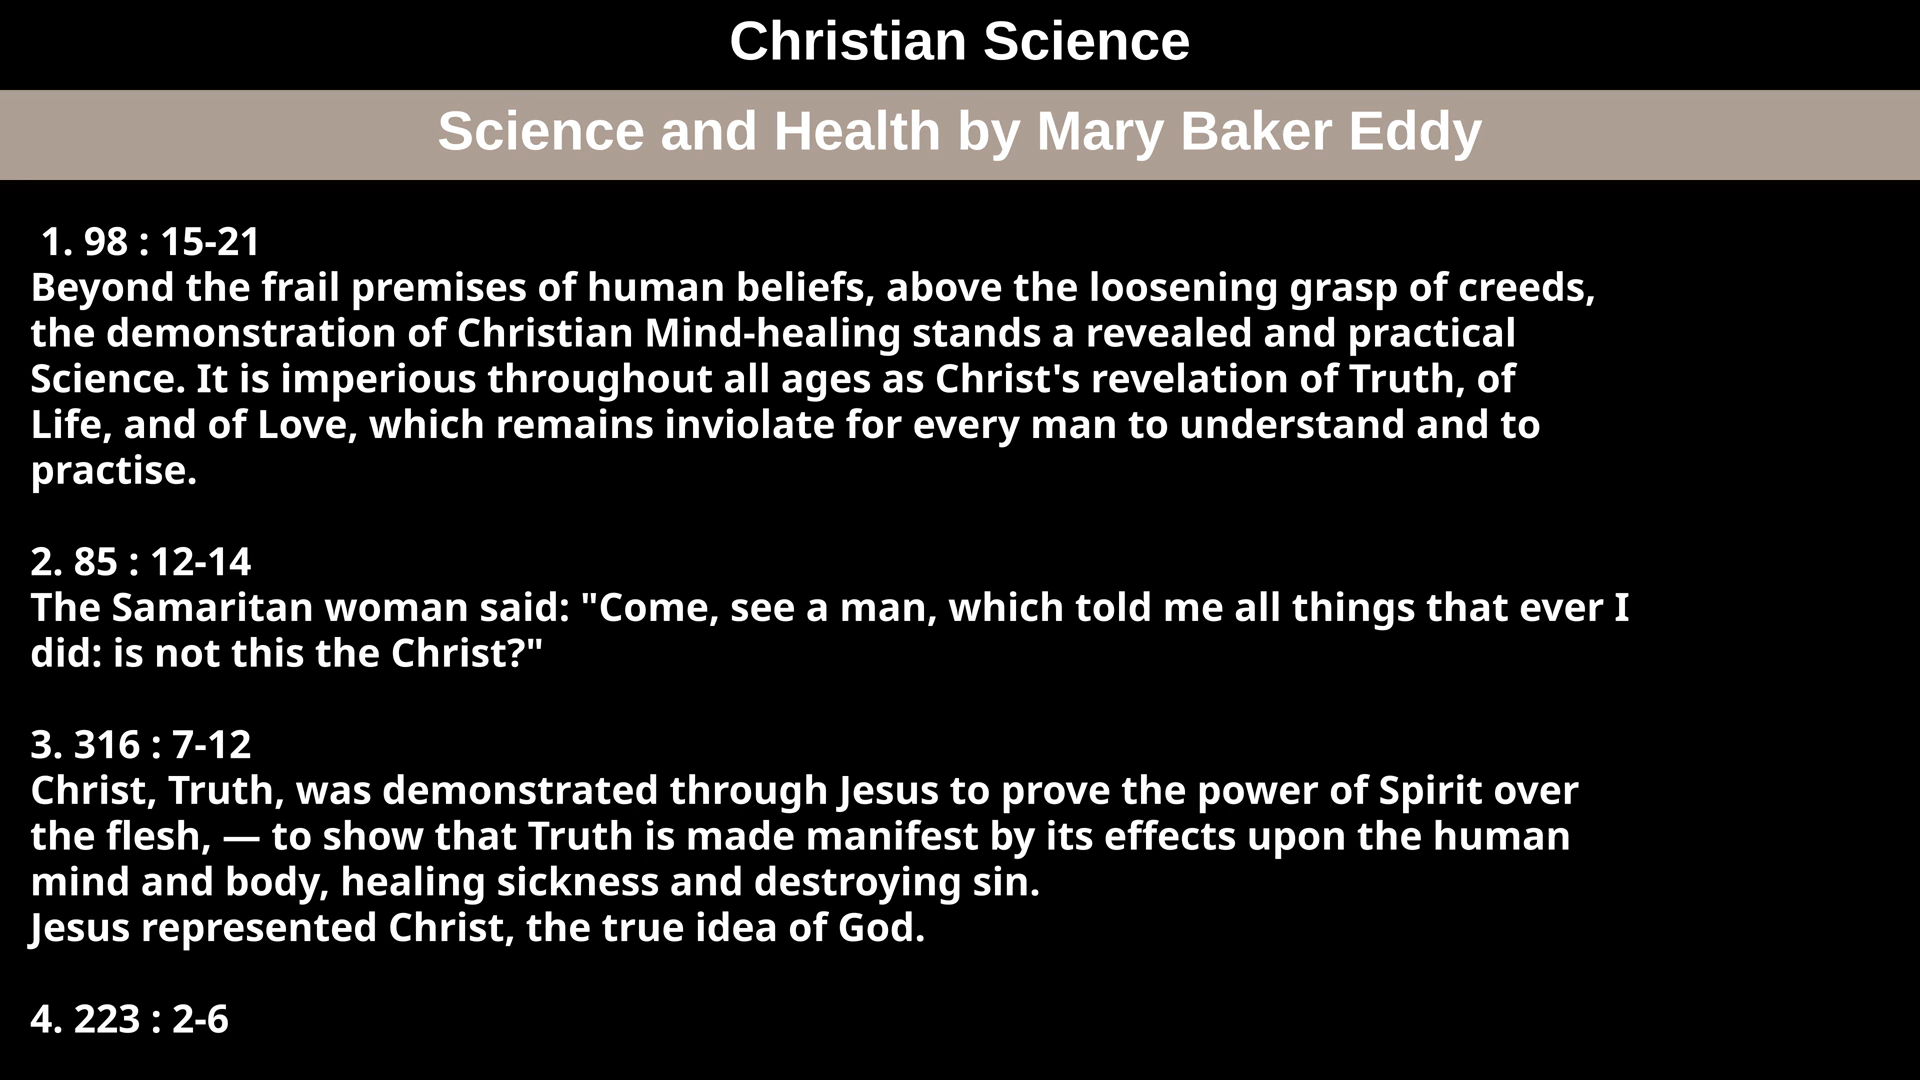 Christian Science
Science and Health by Mary Baker Eddy
1. 98 : 15-21
Beyond the frail premises of human beliefs, above the loosening grasp of creeds,
the demonstration of Christian Mind-healing stands a revealed and practical
Science. It is imperious throughout all ages as Christ's revelation of Truth, of
Life, and of Love, which remains inviolate for every man to understand and to
practise.
2. 85 : 12-14
The Samaritan woman said: "Come, see a man, which told me all things that ever I
did: is not this the Christ?"
3. 316 : 7-12
Christ, Truth, was demonstrated through Jesus to prove the power of Spirit over
the flesh, — to show that Truth is made manifest by its effects upon the human
mind and body, healing sickness and destroying sin.
Jesus represented Christ, the true idea of God.
4. 223 : 2-6